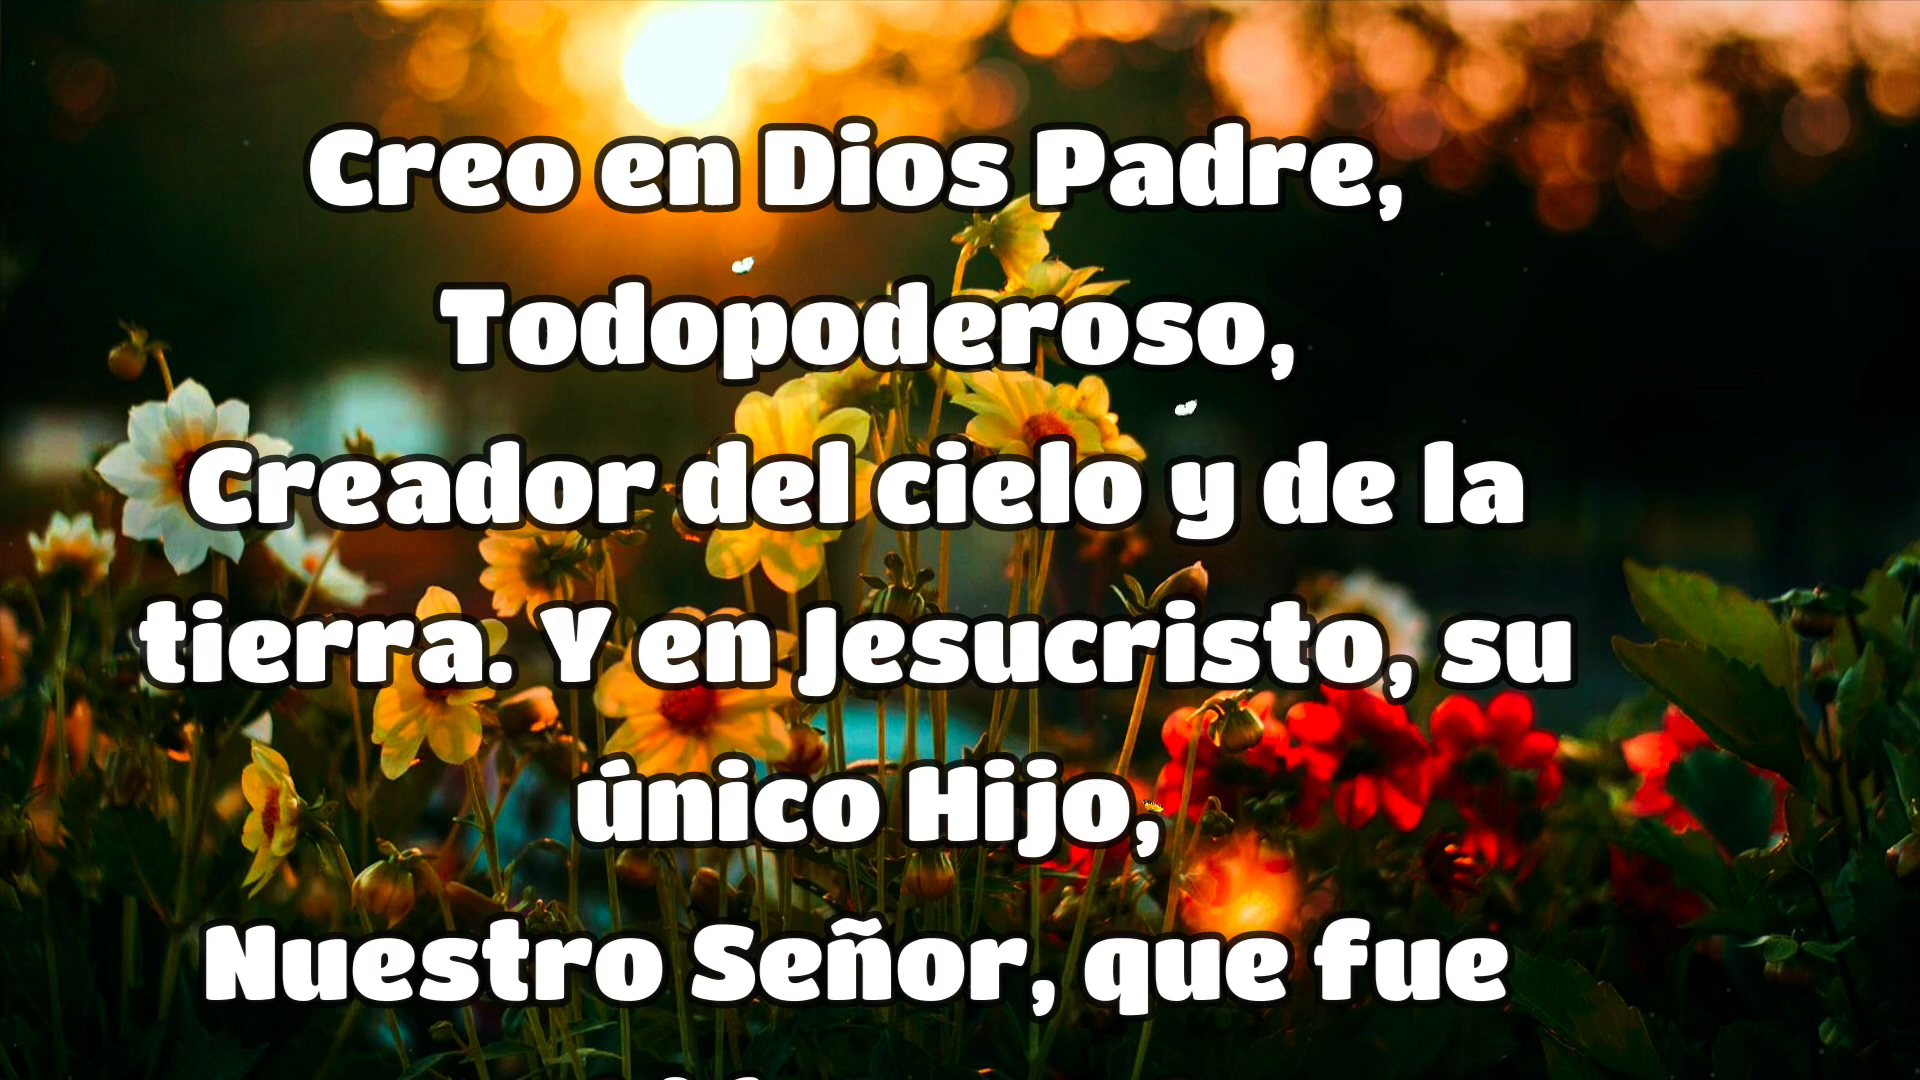 Creo en Dios Padre,
Todopoderoso,
Creador del cielo y de la
tierra. Y en Jesucristo, su
único Hijo,
Nuestro Señor, que fue